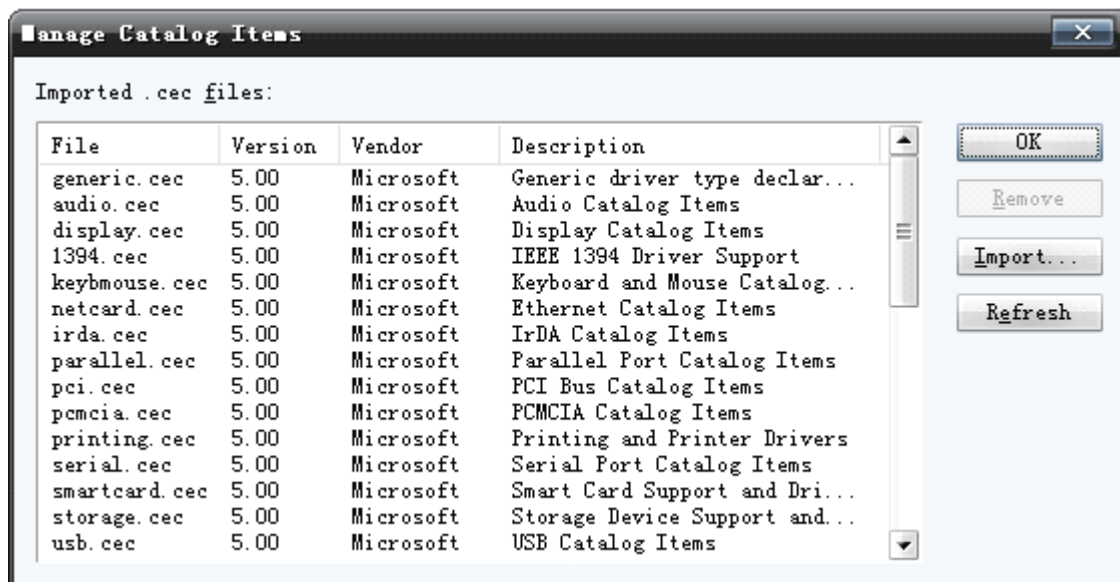 Manage Catalog Items
Imported .cec files:
File Version Vendor Description
generic.cec 5.00 Microsoft Generic driver type declar...
audio.cec 5.00 Microsoft Audio Catalog Items
display.cec 5.00 Microsoft Display Catalog Items
1394.cec 5.00 Microsoft IEEE 1394 Driver Support
keybmouse.cec 5.00 Microsoft Keyboard and Mouse Catalog...
netcard.cec 5.00 Microsoft Ethernet Catalog Items
irda.cec 5.00 Microsoft IrDA Catalog Items
parallel.cec 5.00 Microsoft Parallel Port Catalog Items
pci.cec 5.00 Microsoft PCI Bus Catalog Items
pcmcia.cec 5.00 Microsoft PCMCIA Catalog Items
printing.cec 5.00 Microsoft Printing and Printer Drivers
serial.cec 5.00 Microsoft Serial Port Catalog Items
smartcard.cec 5.00 Microsoft Smart Card Support and Dri...
storage.cec 5.00 Microsoft Storage Device Support and...
usb.cec 5.00 Microsoft USB Catalog Items
OK
Remove
Import...
Refresh